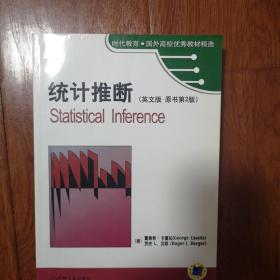 时代教育·国外高校优秀教材精选
统计推断 (英文版·原书第2版)
Statistical Inference
[美] 乔治·卡塞拉(George Casella)
罗杰 L. 贝耶(Roger L. Berger)